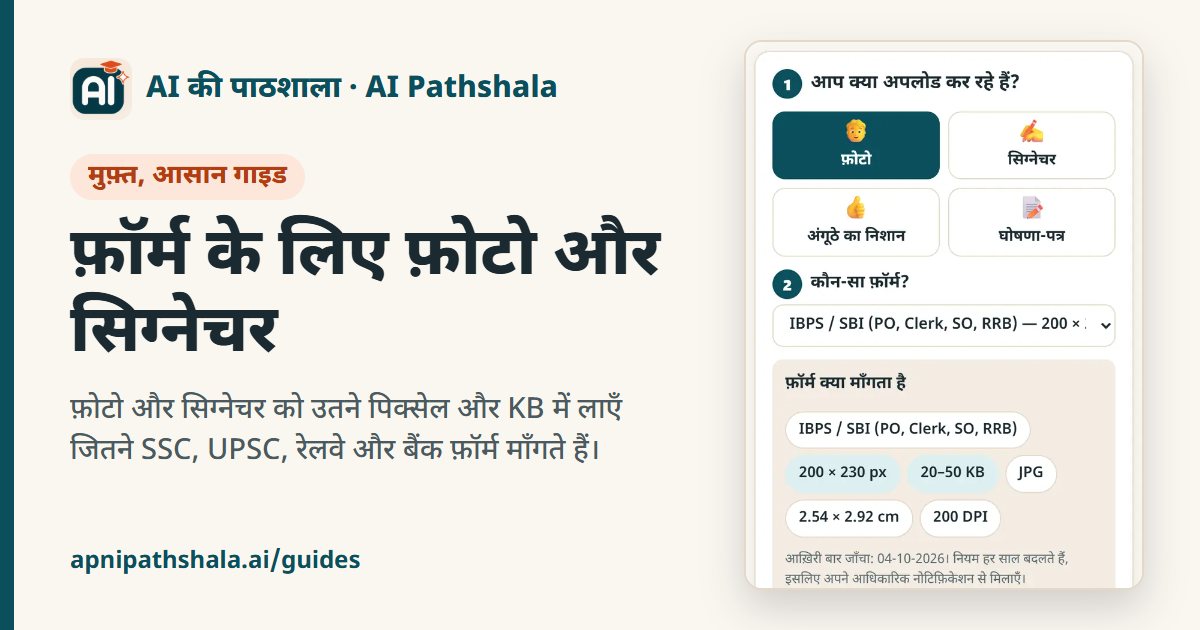 AI
AI की पाठशाला · AI Pathshala
मुफ़्त, आसान गाइड
फ़ॉर्म के लिए फ़ोटो और
सिग्नेचर
फ़ोटो और सिग्नेचर को उतने पिक्सेल और KB में लाएँ
जितने SSC, UPSC, रेलवे और बैंक फ़ॉर्म माँगते हैं।
apnipathshala.ai/guides
1 आप क्या अपलोड कर रहे हैं?
फ़ोटो
सिग्नेचर
अंगूठे का निशान
घोषणा-पत्र
2 कौन-सा फ़ॉर्म?
IBPS / SBI (PO, Clerk, SO, RRB) — 200 ×
फ़ॉर्म क्या माँगता है
IBPS / SBI (PO, Clerk, SO, RRB)
200 × 230 px
20–50 KB
JPG
2.54 × 2.92 cm
200 DPI
आख़िरी बार जाँचा: 04-10-2026। नियम हर साल बदलते हैं,
इसलिए अपने आधिकारिक नोटिफ़िकेशन से मिलाएँ।